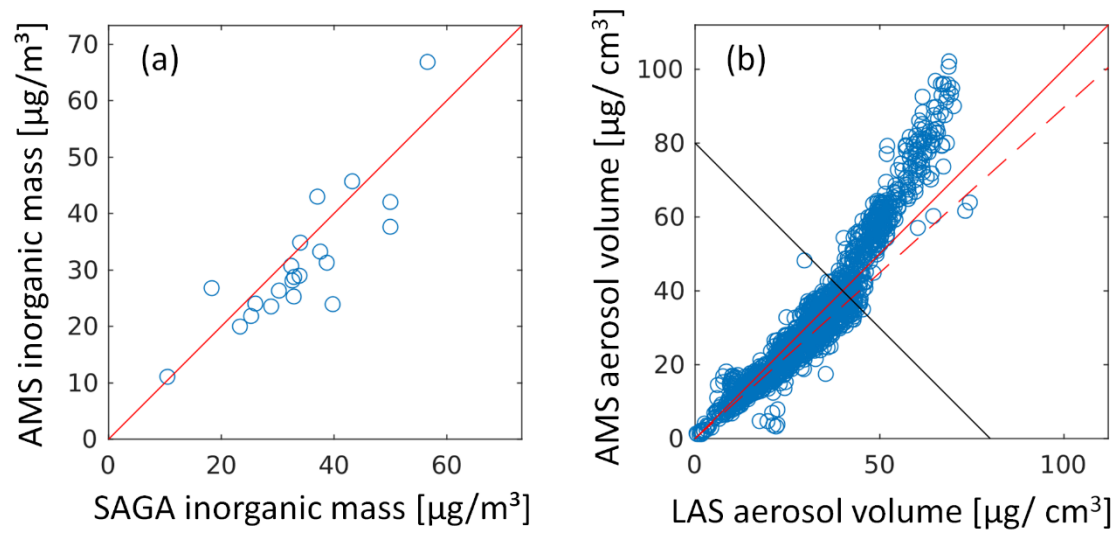 (a)
AMS inorganic mass [µg/m³]
70
60
50
40
30
20
10
0
0 20 40 60
SAGA inorganic mass [µg/m³]
(b)
AMS aerosol volume [µg/ cm³]
100
80
60
40
20
0
0 50 100
LAS aerosol volume [µg/ cm³]